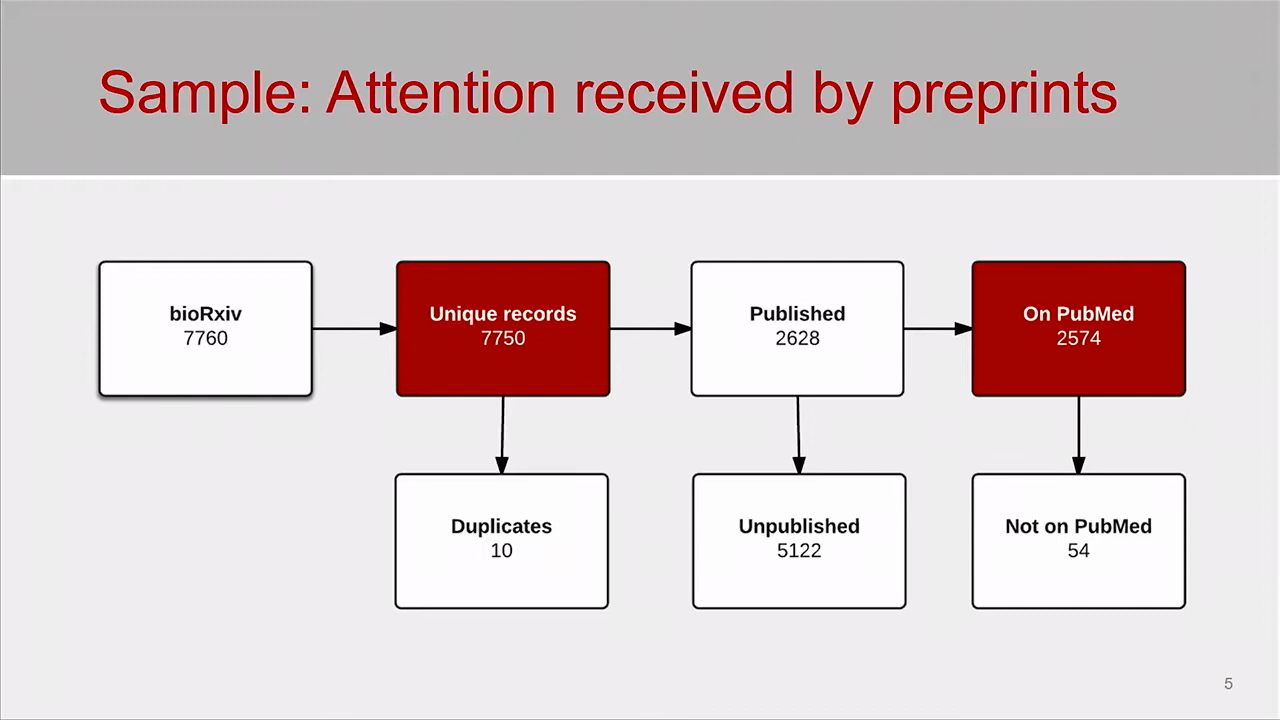 Sample: Attention received by preprints
bioRxiv
7760
Unique records
7750
Published
2628
On PubMed
2574
Duplicates
10
Unpublished
5122
Not on PubMed
54
5